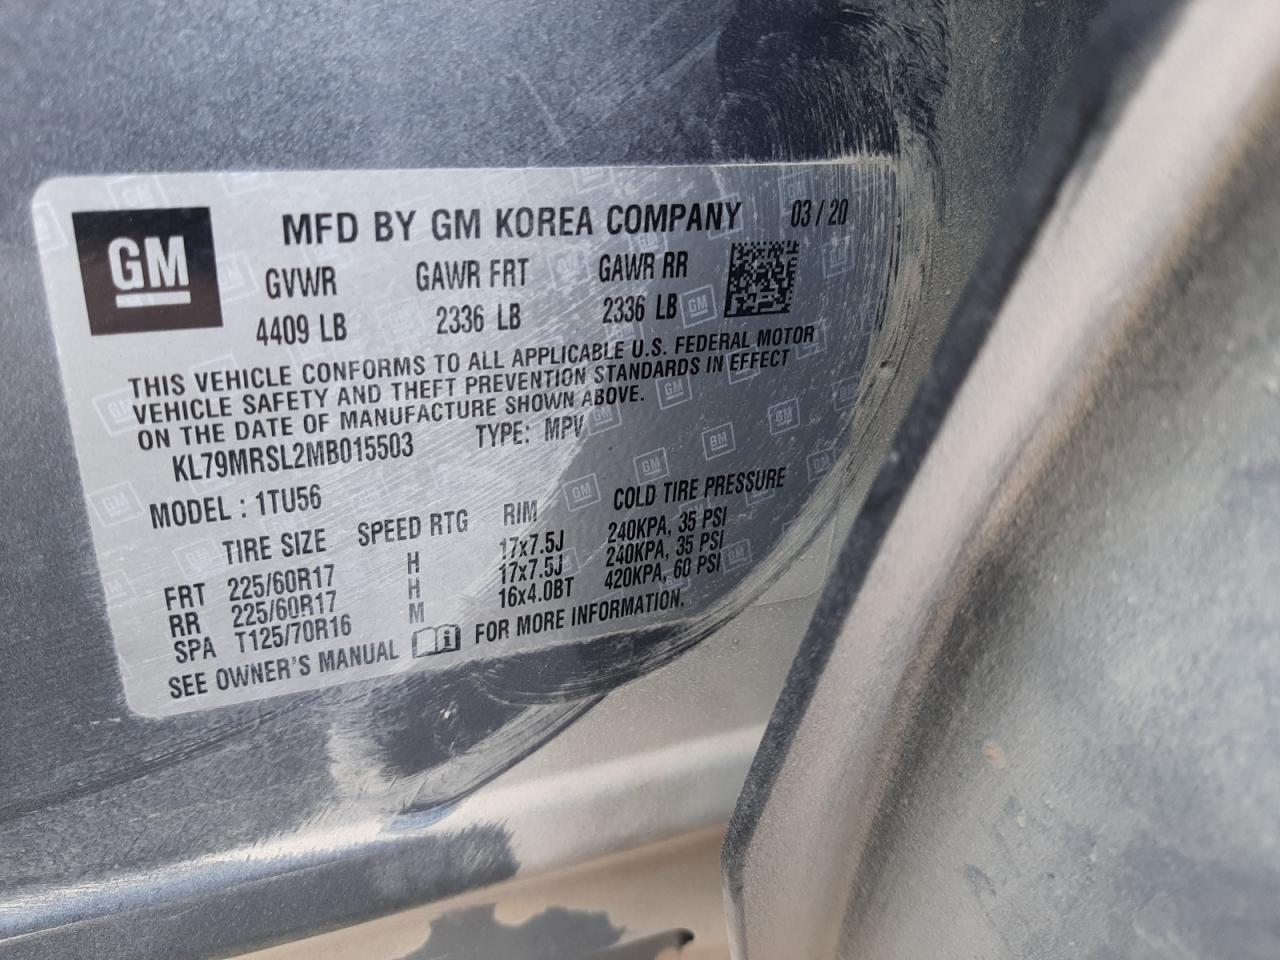 GM
MFD BY GM KOREA COMPANY 03 / 20
GVWR GAWR FRT GAWR RR
4409 LB 2336 LB 2336 LB
THIS VEHICLE CONFORMS TO ALL APPLICABLE U.S. FEDERAL MOTOR
VEHICLE SAFETY AND THEFT PREVENTION STANDARDS IN EFFECT
ON THE DATE OF MANUFACTURE SHOWN ABOVE.
KL79MRSL2MB015503 TYPE: MPV
MODEL : 1TU56
TIRE SIZE SPEED RTG RIM COLD TIRE PRESSURE
FRT 225/60R17 H 17x7.5J 240KPA, 35 PSI
RR 225/60R17 H 17x7.5J 240KPA, 35 PSI
SPA T125/70R16 M 16x4.0BT 420KPA, 60 PSI
SEE OWNER'S MANUAL FOR MORE INFORMATION.